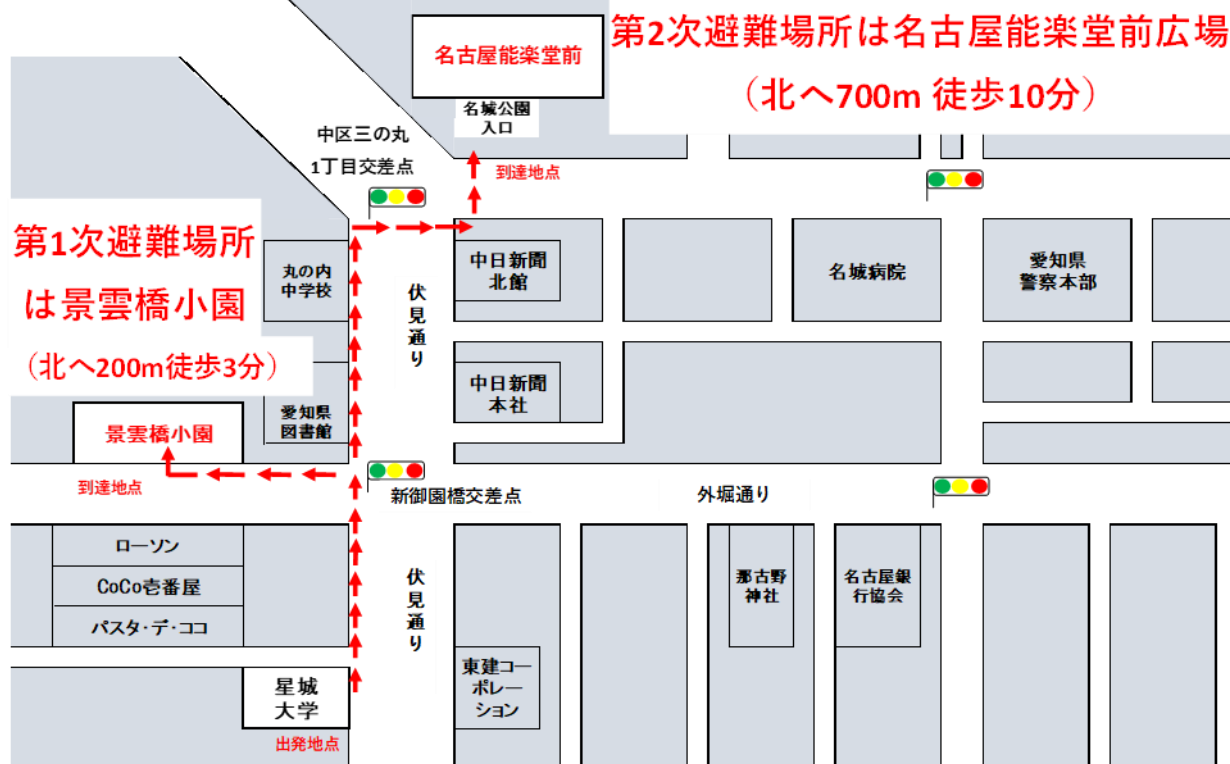 第2次避難場所は名古屋能楽堂前広場
（北へ700m 徒歩10分）
名古屋能楽堂前
名城公園
入口
到達地点
中区三の丸
1丁目交差点
第1次避難場所
は景雲橋小園
（北へ200m徒歩3分）
丸の内
中学校
伏見通り
中日新聞
北館
名城病院
愛知県
警察本部
中日新聞
本社
愛知県
図書館
景雲橋小園
到達地点
新御園橋交差点
外堀通り
ローソン
CoCo壱番屋
パスタ・デ・ココ
伏見通り
那古野
神社
名古屋銀
行協会
星城
大学
出発地点
東建コー
ポレー
ション